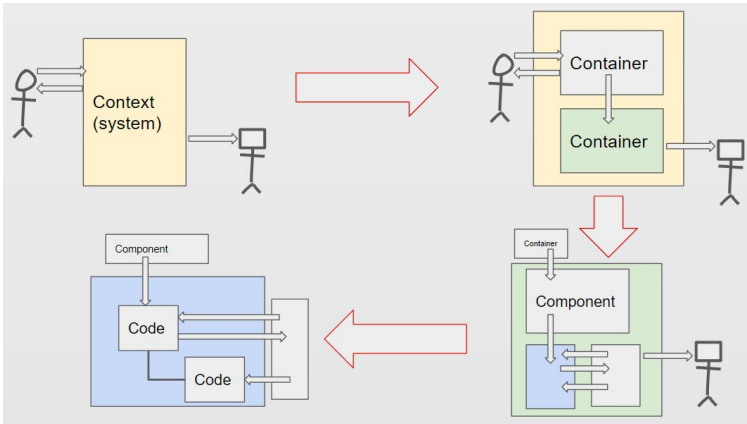 Context
(system)
Container
Container
Container
Component
Component
Code
Code